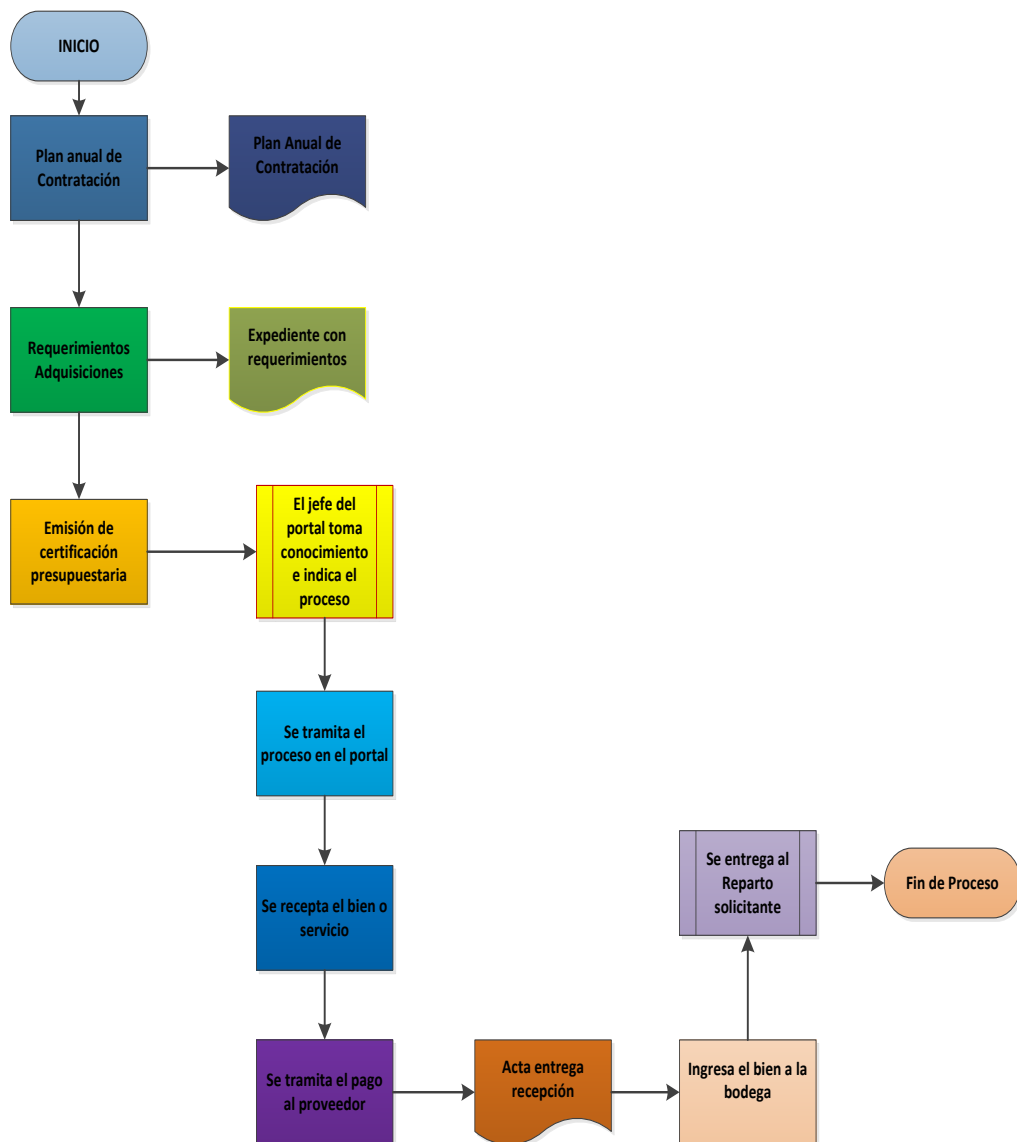 INICIO
Plan anual de
Contratación
Plan Anual de
Contratación
Requerimientos
Adquisiciones
Expediente con
requerimientos
Emisión de
certificación
presupuestaria
El jefe del
portal toma
conocimiento
e indica el
proceso
Se tramita el
proceso en el portal
Se recepta el bien o
servicio
Se tramita el pago
al proveedor
Acta entrega
recepción
Ingresa el bien a la
bodega
Se entrega al
Reparto
solicitante
Fin de Proceso